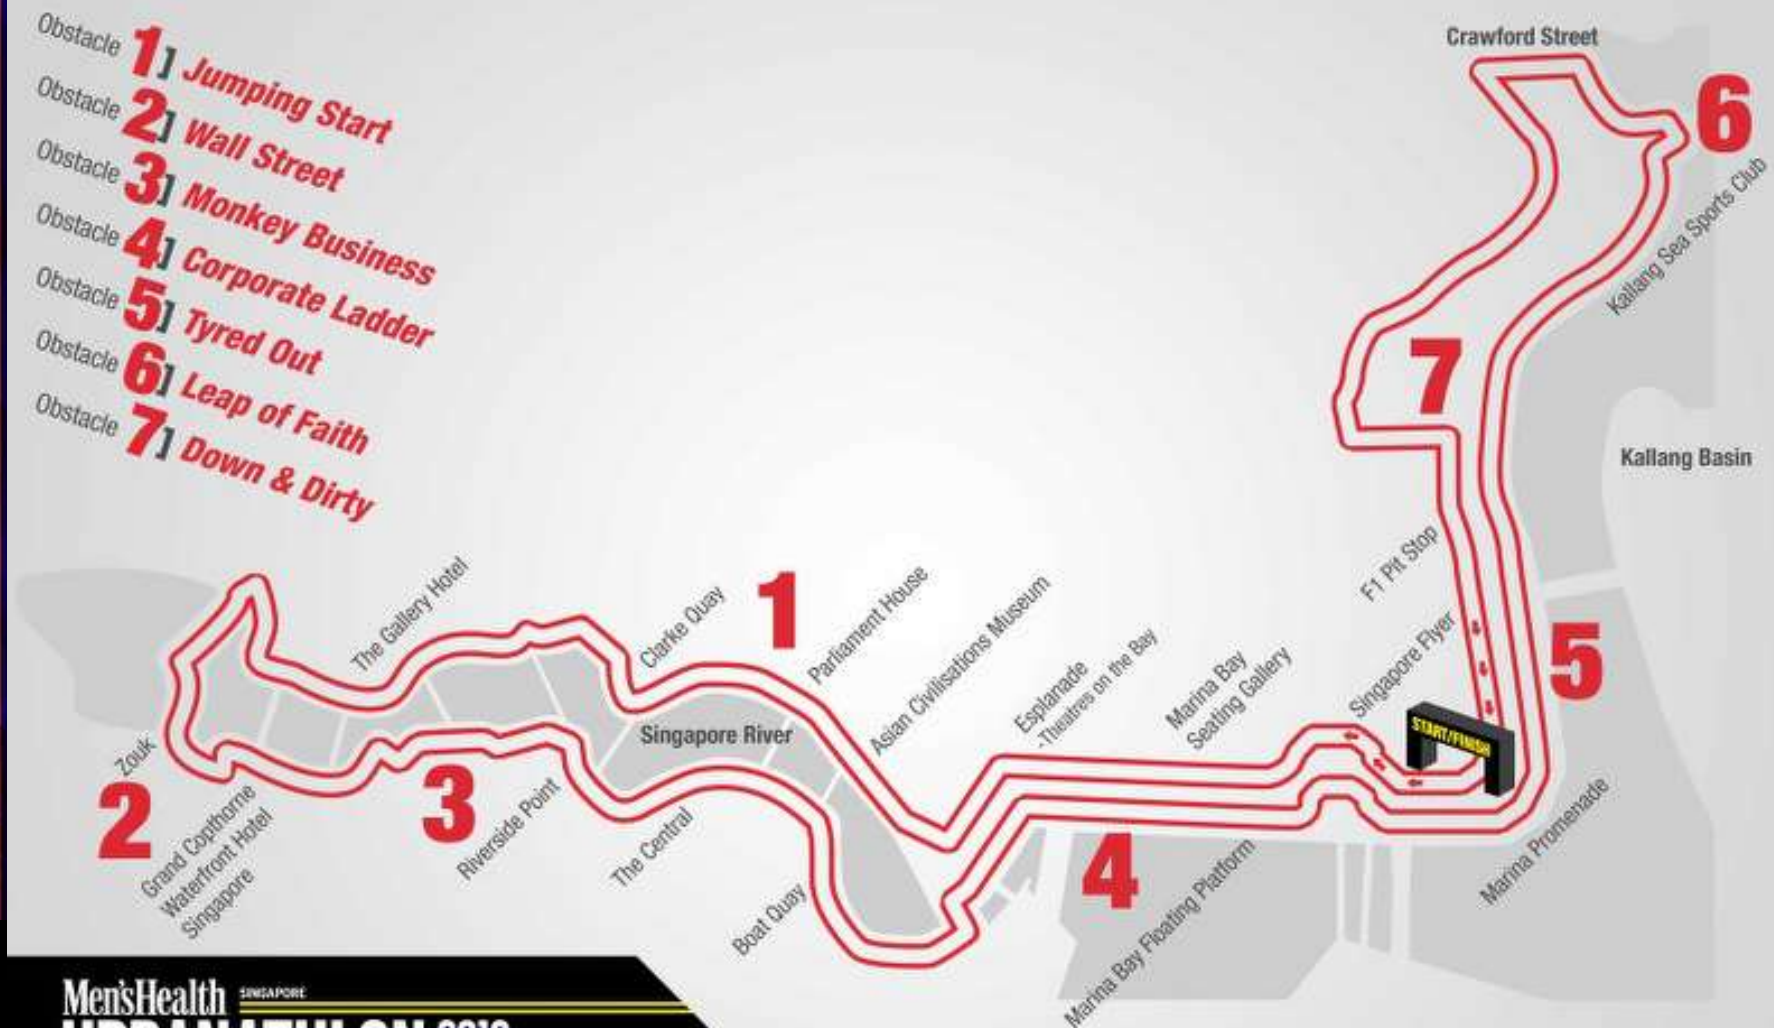 Obstacle 1] Jumping Start
Obstacle 2] Wall Street
Obstacle 3] Monkey Business
Obstacle 4] Corporate Ladder
Obstacle 5] Tyred Out
Obstacle 6] Leap of Faith
Obstacle 7] Down & Dirty
Crawford Street
6
Kallang Sea Sports Club
7
Kallang Basin
F1 Pit Stop
Singapore Flyer
5
START/FINISH
Marina Promenade
The Gallery Hotel
Clarke Quay
1
Parliament House
Asian Civilisations Museum
Esplanade
-Theatres on the Bay
Marina Bay
Seating Gallery
Singapore River
Zouk
2
Grand Copthorne
Waterfront Hotel
Singapore
3
Riverside Point
The Central
Boat Quay
4
Marina Bay Floating Platform
Men'sHealth SINGAPORE
URBANATHLON